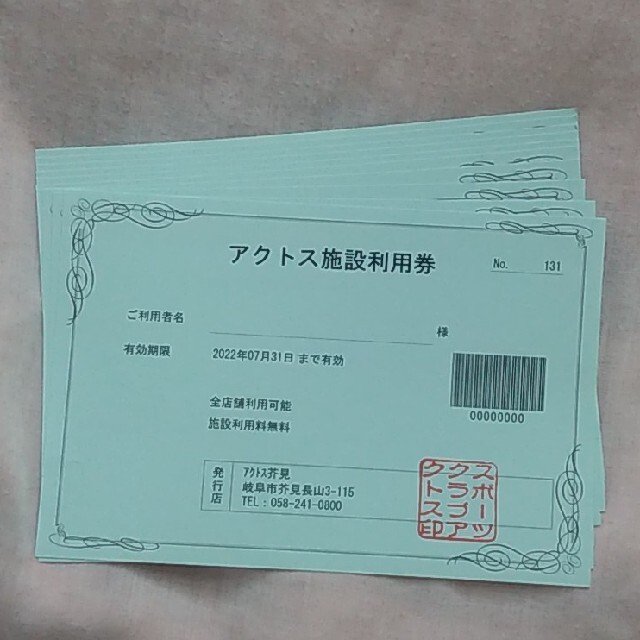 アクトス施設利用券
No. 131
ご利用者名 様
有効期限 2022年07月31日 まで有効
00000000
全店舗利用可能
施設利用料無料
発行店
アクトス芥見
岐阜市芥見長山3-115
TEL:058-241-0800
スポーツ
クラブア
クトス印